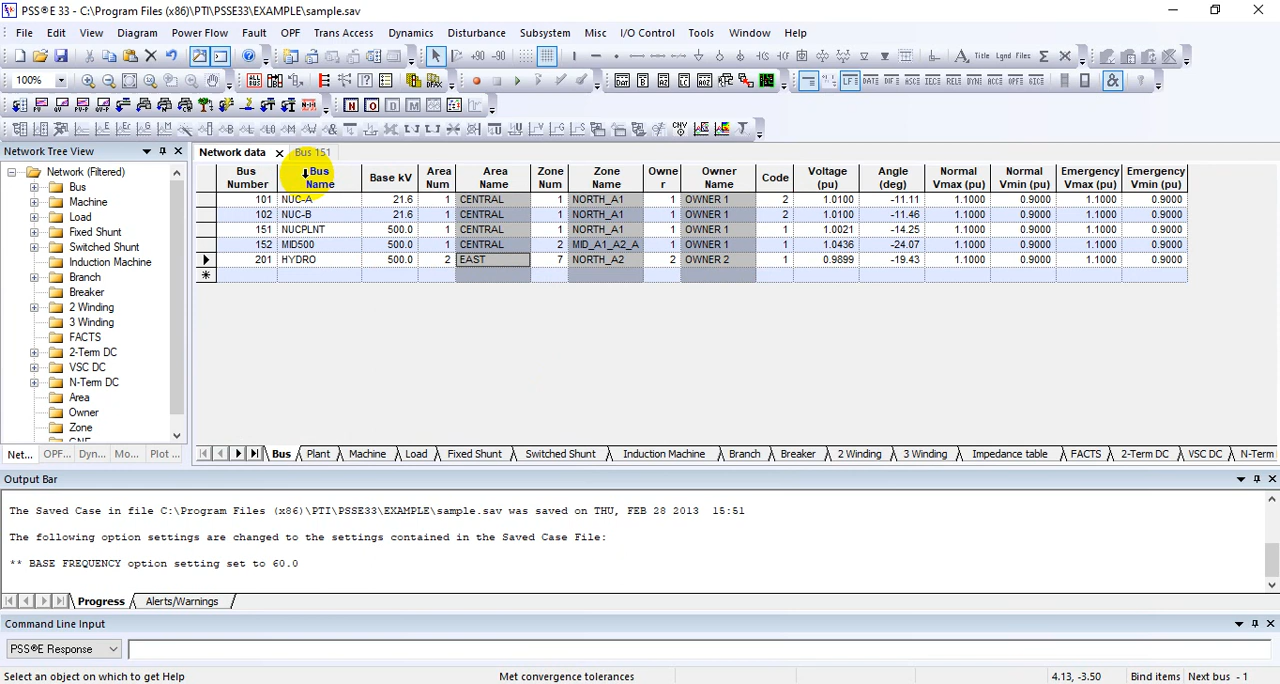 PSS®E 33 - C:\Program Files (x86)\PTI\PSSE33\EXAMPLE\sample.sav
File Edit View Diagram Power Flow Fault OPF Trans Access Dynamics Disturbance Subsystem Misc I/O Control Tools Window Help
+90 -90 Title Lgnd Files
100%
Network Tree View
Network (Filtered)
Bus
Machine
Load
Fixed Shunt
Switched Shunt
Induction Machine
Branch
Breaker
2 Winding
3 Winding
FACTS
2-Term DC
VSC DC
N-Term DC
Area
Owner
Zone
Net... OPF... Dyn... Mo... Plot ...
Network data Bus 151
Bus Number Bus Name Base kV Area Num Area Name Zone Num Zone Name Owner Owner Name Code Voltage (pu) Angle (deg) Normal Vmax (pu) Normal Vmin (pu) Emergency Vmax (pu) Emergency Vmin (pu)
101 NUC-A 21.6 1 CENTRAL 1 NORTH_A1 1 OWNER 1 2 1.0100 -11.11 1.1000 0.9000 1.1000 0.9000
102 NUC-B 21.6 1 CENTRAL 1 NORTH_A1 1 OWNER 1 2 1.0100 -11.46 1.1000 0.9000 1.1000 0.9000
151 NUCPLNT 500.0 1 CENTRAL 1 NORTH_A1 1 OWNER 1 1 1.0021 -14.25 1.1000 0.9000 1.1000 0.9000
152 MID500 500.0 1 CENTRAL 2 MID_A1_A2_A 1 OWNER 1 1 1.0436 -24.07 1.1000 0.9000 1.1000 0.9000
201 HYDRO 500.0 2 EAST 7 NORTH_A2 2 OWNER 2 1 0.9899 -19.43 1.1000 0.9000 1.1000 0.9000
Bus Plant Machine Load Fixed Shunt Switched Shunt Induction Machine Branch Breaker 2 Winding 3 Winding Impedance table FACTS 2-Term DC VSC DC N-Term
Output Bar
The Saved Case in file C:\Program Files (x86)\PTI\PSSE33\EXAMPLE\sample.sav was saved on THU, FEB 28 2013 15:51
The following option settings are changed to the settings contained in the Saved Case File:
** BASE FREQUENCY option setting set to 60.0
Progress Alerts/Warnings
Command Line Input
PSS®E Response
Select an object on which to get Help Met convergence tolerances 4.13, -3.50 Bind items Next bus - 1